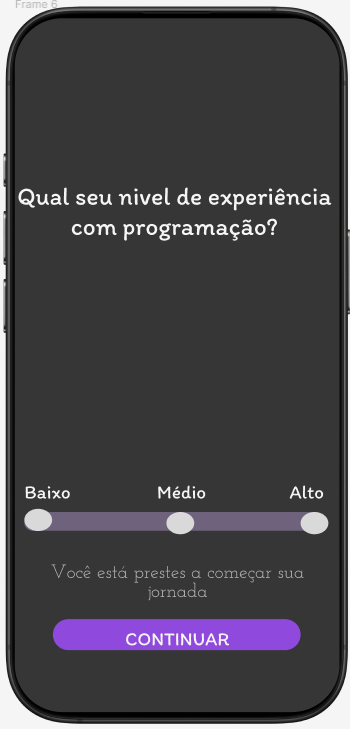 Frame 6
Qual seu nivel de experiência
com programação?
Baixo Médio Alto
Você está prestes a começar sua
jornada
CONTINUAR